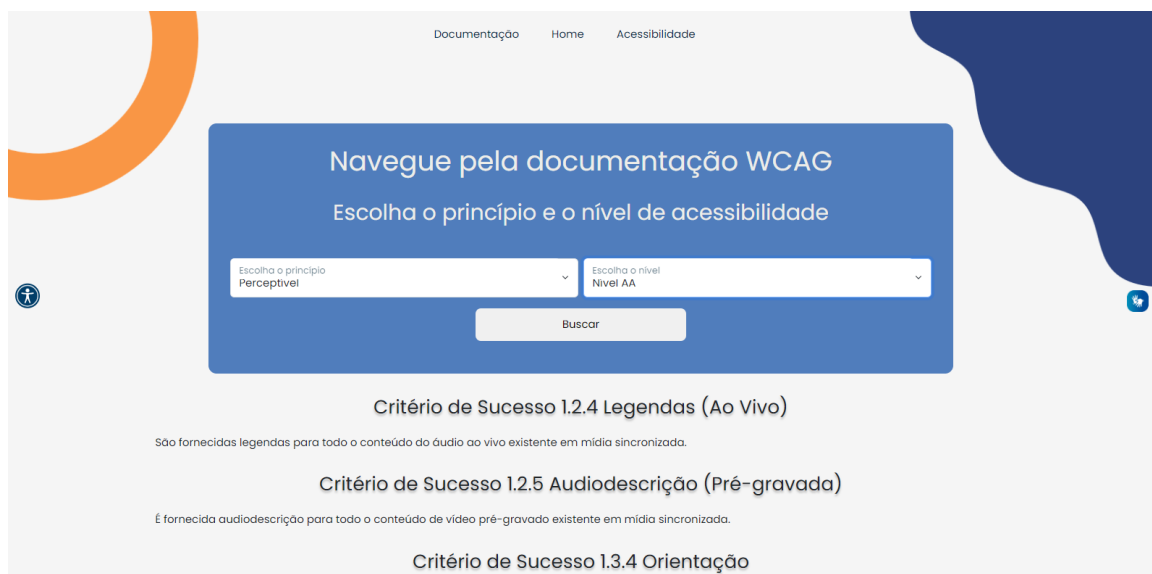 Documentação Home Acessibilidade
Navegue pela documentação WCAG
Escolha o princípio e o nível de acessibilidade
Escolha o princípio
Perceptivel
Escolha o nível
Nivel AA
Buscar
Critério de Sucesso 1.2.4 Legendas (Ao Vivo)
São fornecidas legendas para todo o conteúdo do áudio ao vivo existente em mídia sincronizada.
Critério de Sucesso 1.2.5 Audiodescrição (Pré-gravada)
É fornecida audiodescrição para todo o conteúdo de vídeo pré-gravado existente em mídia sincronizada.
Critério de Sucesso 1.3.4 Orientação